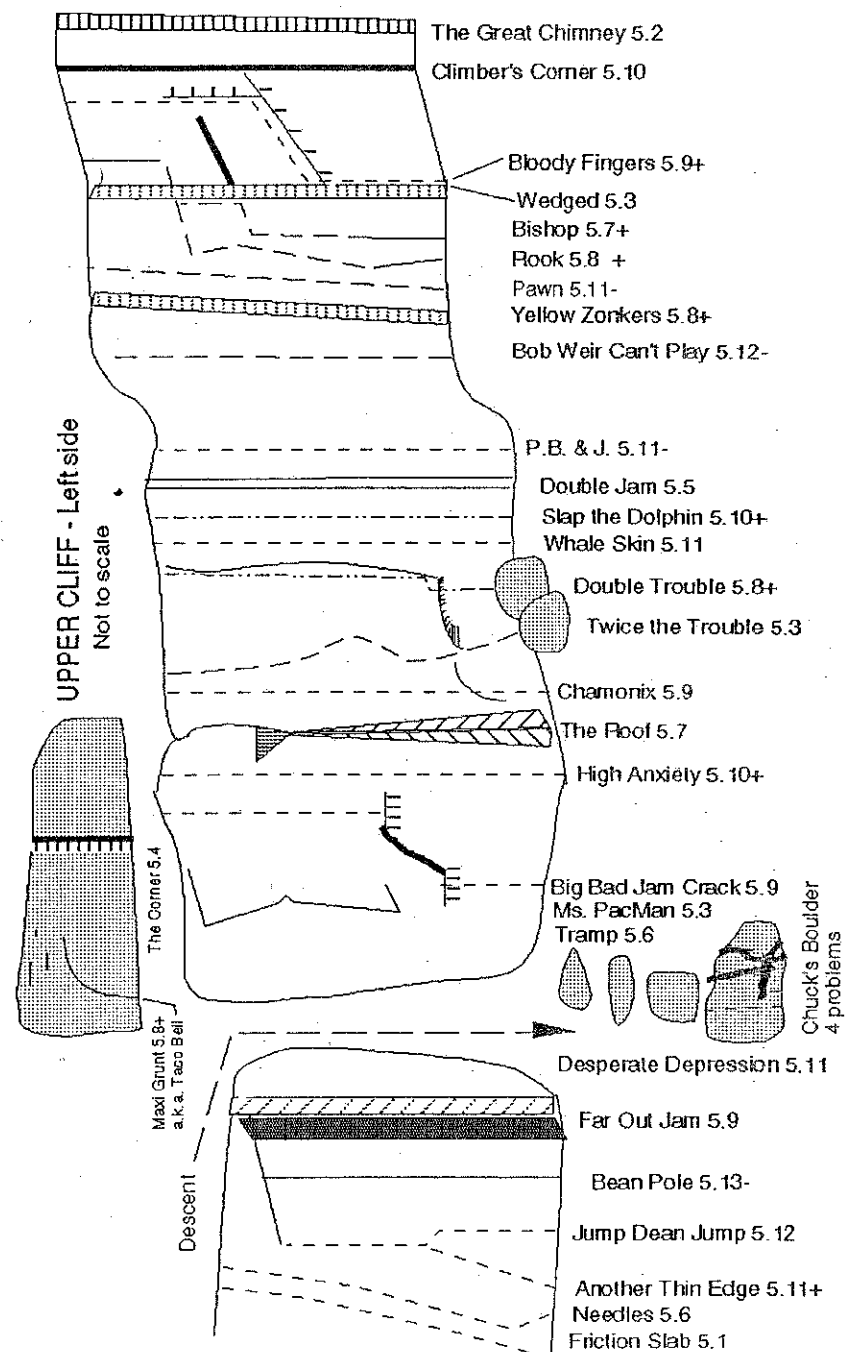 The Great Chimney 5.2
Climber's Corner 5.10
Bloody Fingers 5.9+
Wedged 5.3
Bishop 5.7+
Rook 5.8 +
Pawn 5.11-
Yellow Zonkers 5.8+
Bob Weir Can't Play 5.12-
P.B. & J. 5.11-
Double Jam 5.5
Slap the Dolphin 5.10+
Whale Skin 5.11
Double Trouble 5.8+
Twice the Trouble 5.3
Chamonix 5.9
The Roof 5.7
High Anxiety 5.10+
Big Bad Jam Crack 5.9
Ms. PacMan 5.3
Tramp 5.6
Chuck's Boulder
4 problems
Desperate Depression 5.11
Far Out Jam 5.9
Bean Pole 5.13-
Jump Dean Jump 5.12
Another Thin Edge 5.11+
Needles 5.6
Friction Slab 5.1
UPPER CLIFF - Left side
Not to scale
The Corner 5.4
Maxi Grunt 5.8+
a.k.a. Taco Bell
Descent